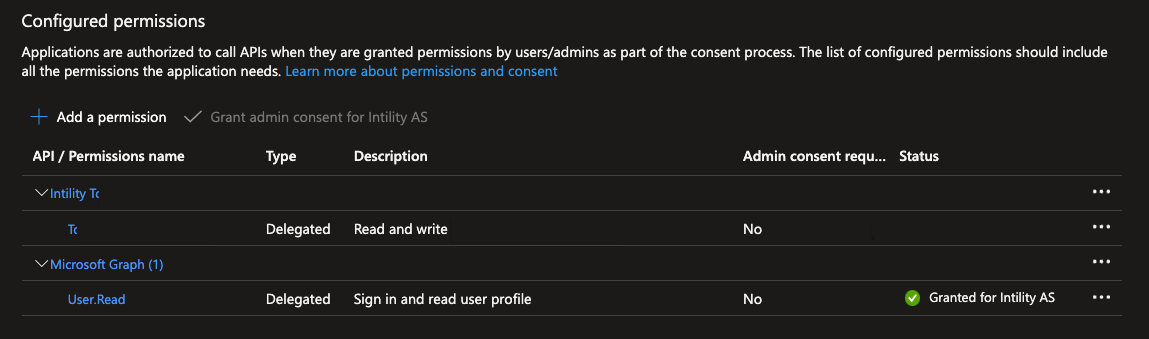 Configured permissions
Applications are authorized to call APIs when they are granted permissions by users/admins as part of the consent process. The list of configured permissions should include
all the permissions the application needs. Learn more about permissions and consent
Add a permission Grant admin consent for Intility AS
API / Permissions name Type Description Admin consent requ... Status
Intility
Delegated Read and write No
Microsoft Graph (1)
User.Read Delegated Sign in and read user profile No Granted for Intility AS